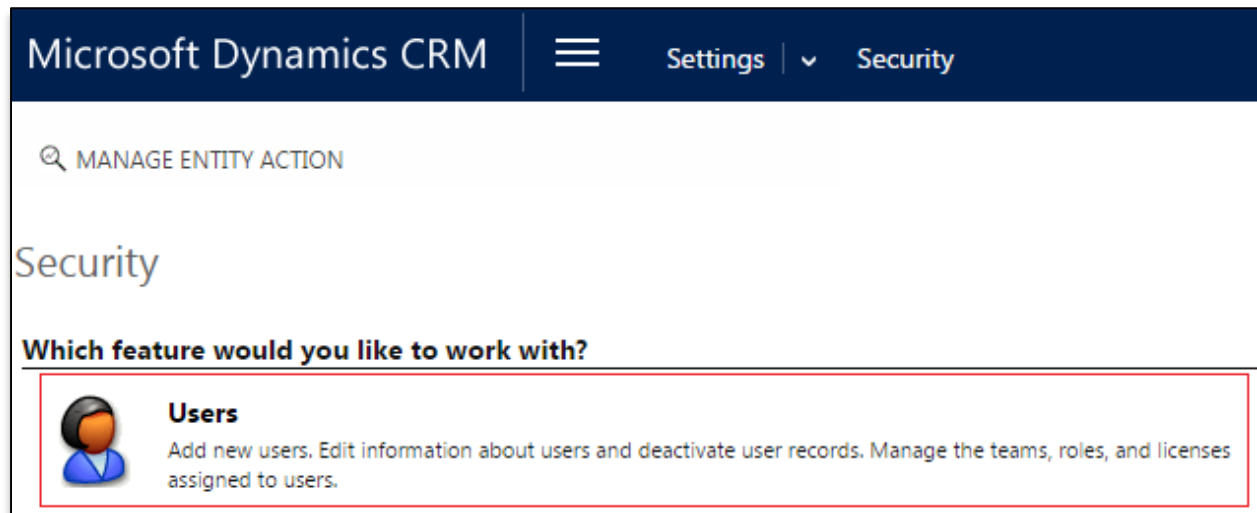 Microsoft Dynamics CRM Settings Security
MANAGE ENTITY ACTION
Security
Which feature would you like to work with?
Users
Add new users. Edit information about users and deactivate user records. Manage the teams, roles, and licenses
assigned to users.